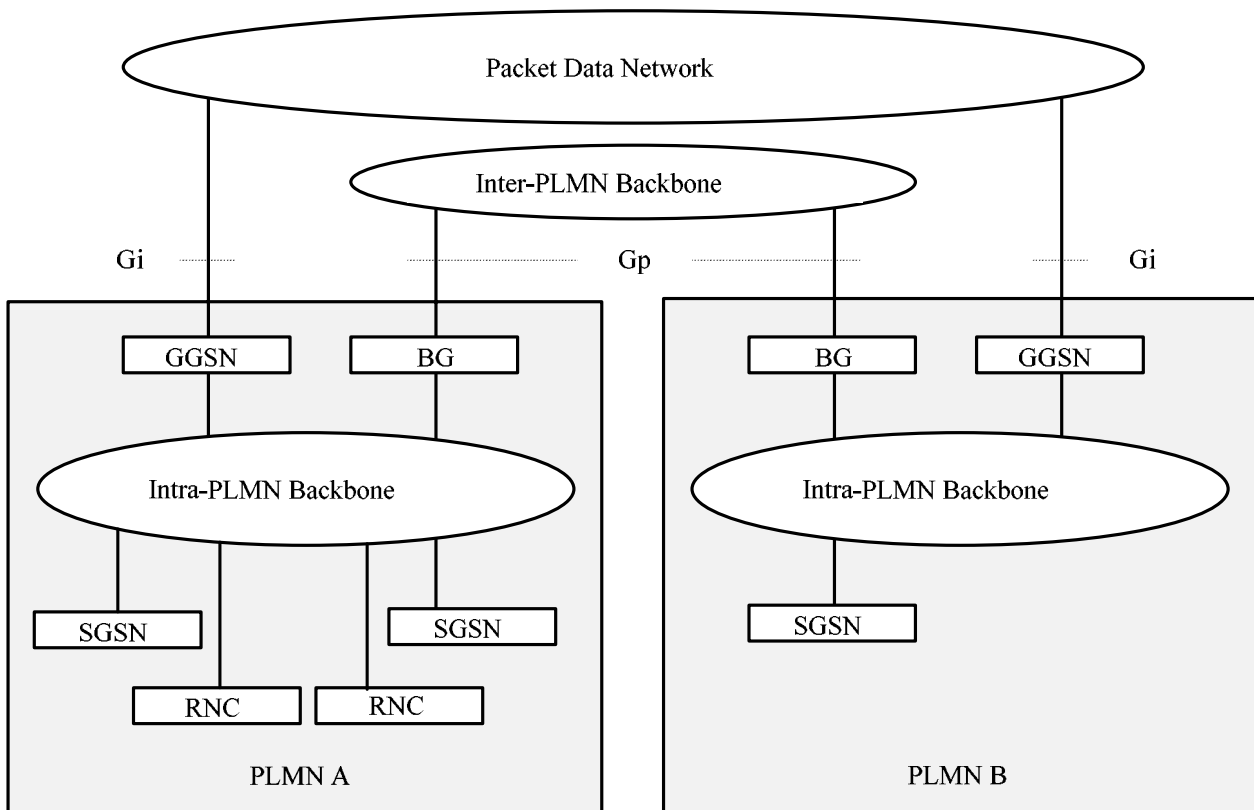 Packet Data Network
Inter-PLMN Backbone
Gi
Gp
Gi
GGSN
BG
BG
GGSN
Intra-PLMN Backbone
Intra-PLMN Backbone
SGSN
SGSN
SGSN
RNC
RNC
PLMN A
PLMN B